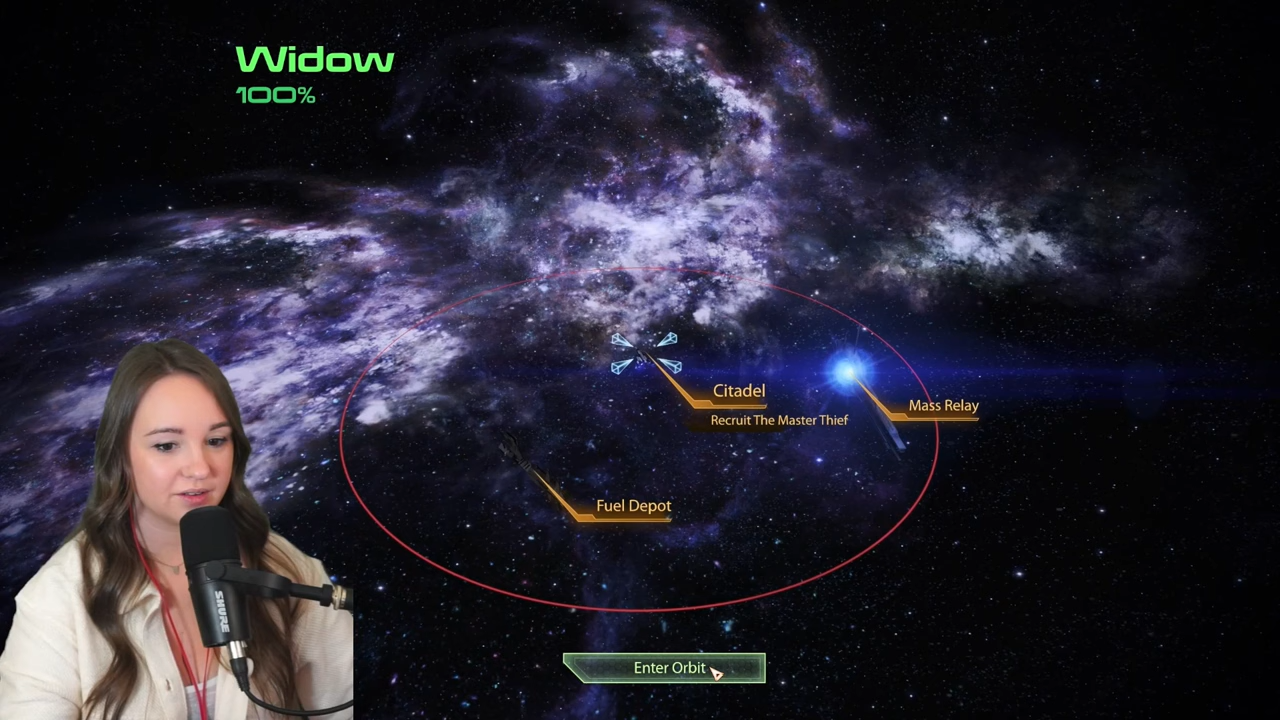 Widow
100%
Citadel
Recruit The Master Thief
Mass Relay
Fuel Depot
Enter Orbit
SHURE